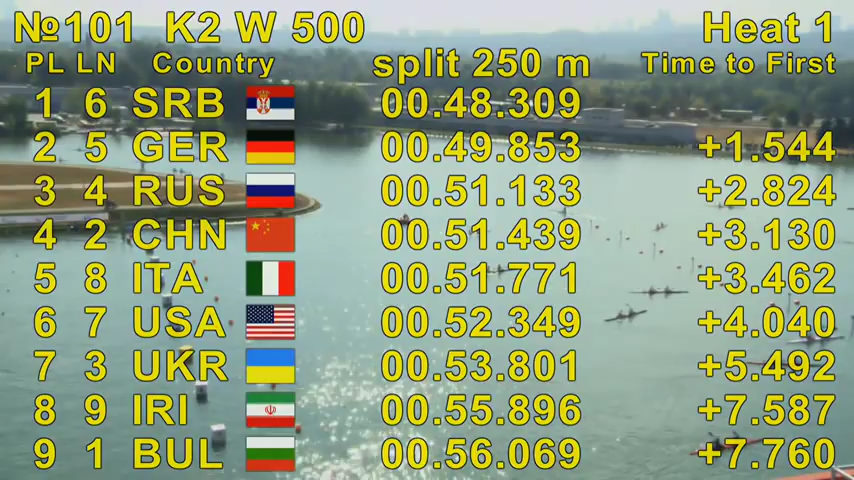 №101 K2 W 500 Heat 1
PL LN Country split 250 m Time to First
1 6 SRB 00.48.309
2 5 GER 00.49.853 +1.544
3 4 RUS 00.51.133 +2.824
4 2 CHN 00.51.439 +3.130
5 8 ITA 00.51.771 +3.462
6 7 USA 00.52.349 +4.040
7 3 UKR 00.53.801 +5.492
8 9 IRI 00.55.896 +7.587
9 1 BUL 00.56.069 +7.760